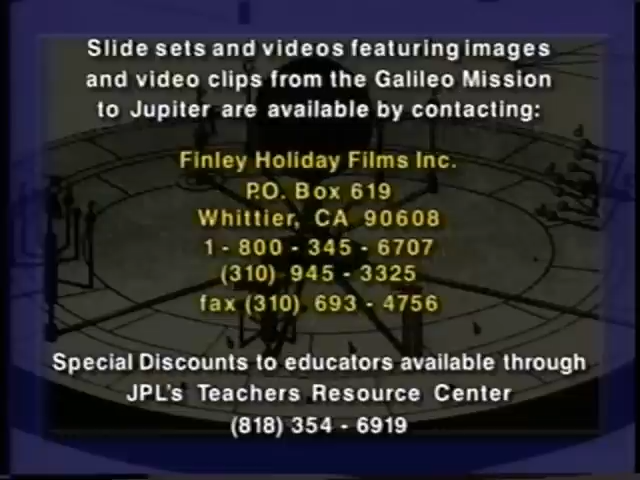 Slide sets and videos featuring images
and video clips from the Galileo Mission
to Jupiter are available by contacting:
Finley Holiday Films Inc.
P.O. Box 619
Whittier, CA 90608
1 - 800 - 345 - 6707
(310) 945 - 3325
fax (310) 693 - 4756
Special Discounts to educators available through
JPL's Teachers Resource Center
(818) 354 - 6919